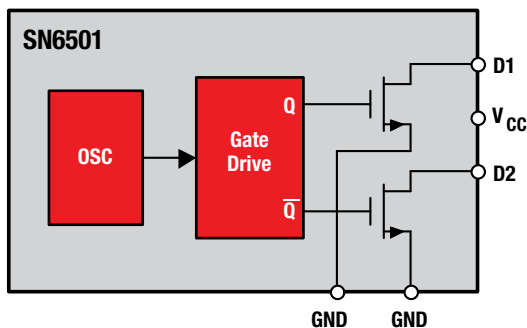 SN6501
OSC
Gate
Drive
Q
Q̅
D1
VCC
D2
GND
GND